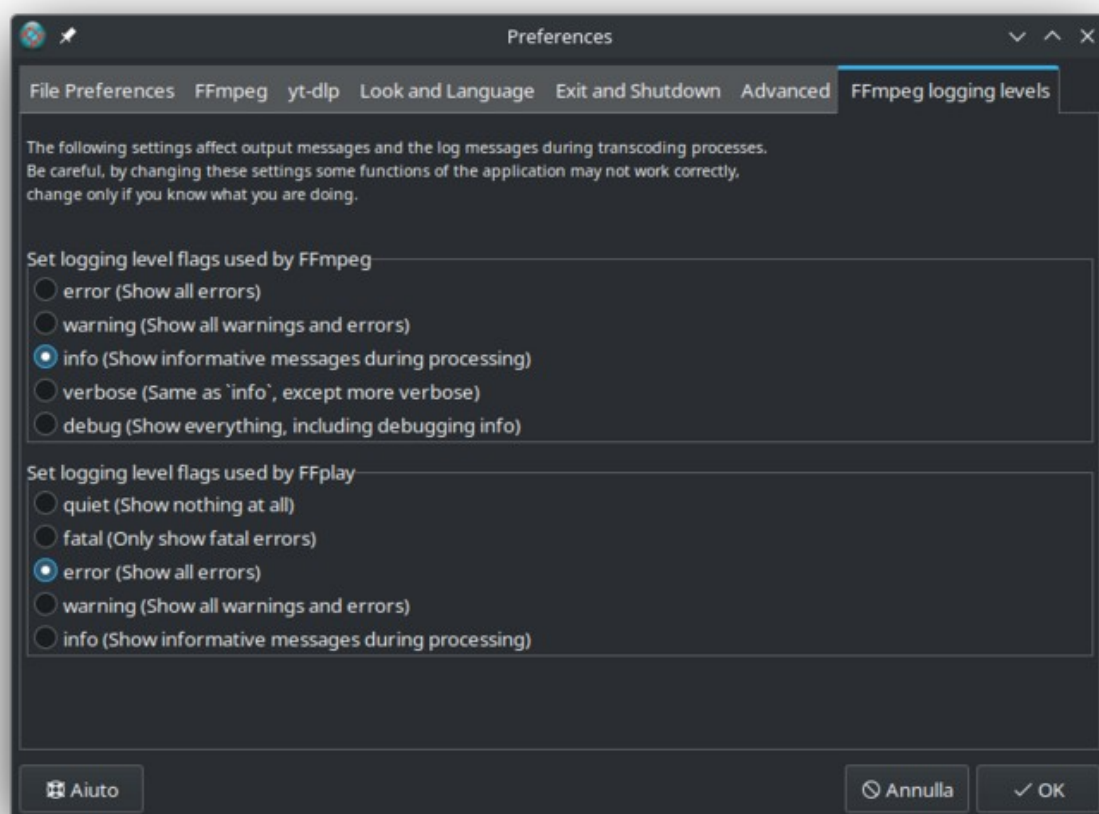 Preferences
File Preferences FFmpeg yt-dlp Look and Language Exit and Shutdown Advanced FFmpeg logging levels
The following settings affect output messages and the log messages during transcoding processes.
Be careful, by changing these settings some functions of the application may not work correctly,
change only if you know what you are doing.
Set logging level flags used by FFmpeg
error (Show all errors)
warning (Show all warnings and errors)
info (Show informative messages during processing)
verbose (Same as `info`, except more verbose)
debug (Show everything, including debugging info)
Set logging level flags used by FFplay
quiet (Show nothing at all)
fatal (Only show fatal errors)
error (Show all errors)
warning (Show all warnings and errors)
info (Show informative messages during processing)
Aiuto Annulla OK